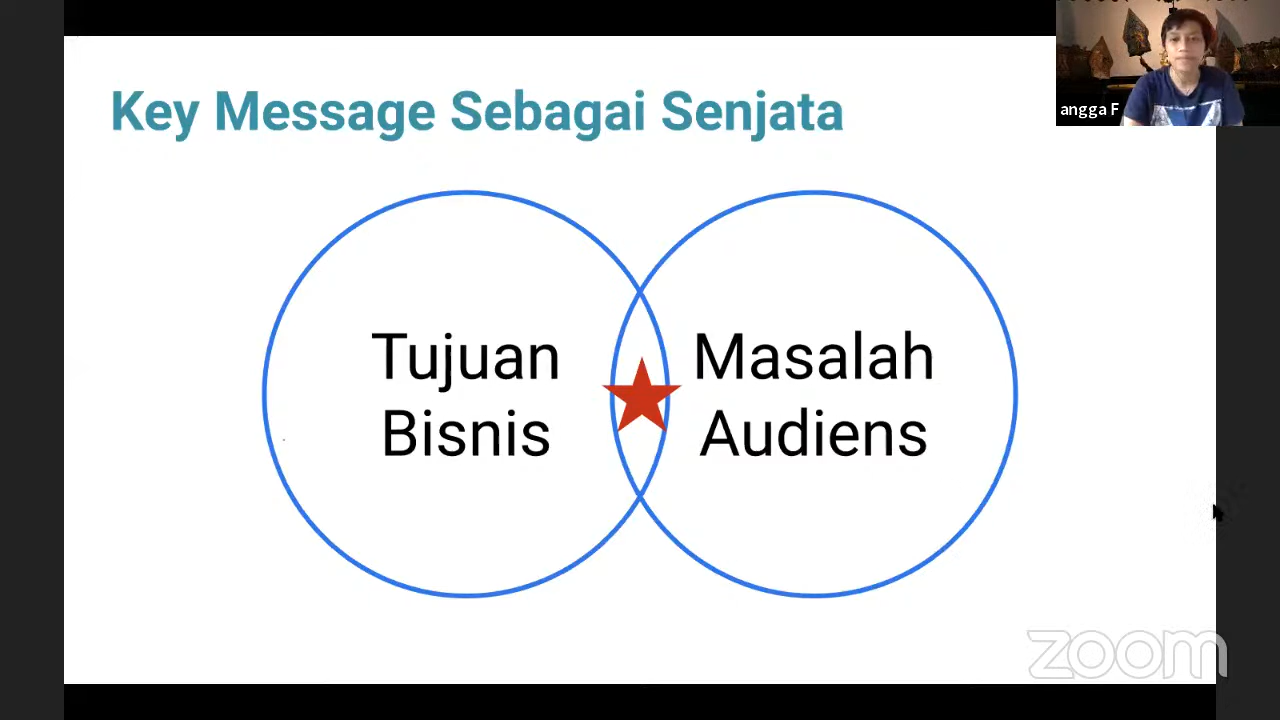 Key Message Sebagai Senjata
angga F
Tujuan
Bisnis
Masalah
Audiens
zoom